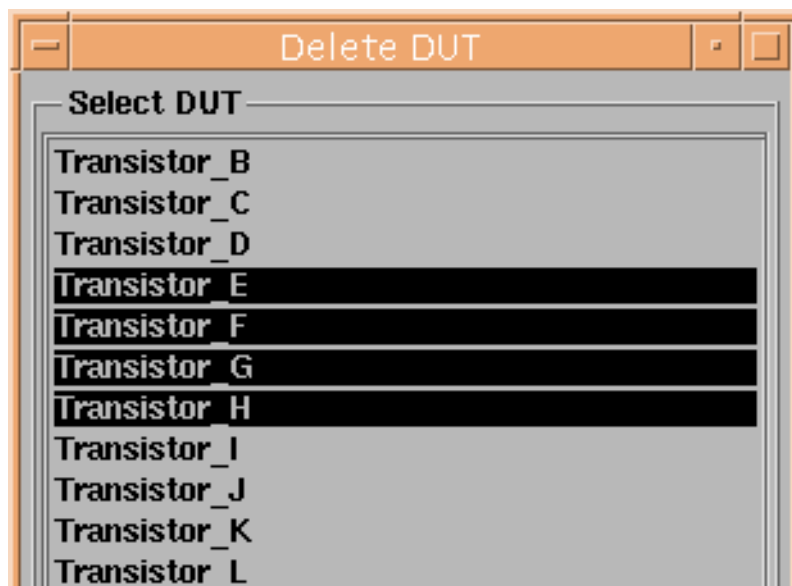 Delete DUT
Select DUT
Transistor_B
Transistor_C
Transistor_D
Transistor_E
Transistor_F
Transistor_G
Transistor_H
Transistor_I
Transistor_J
Transistor_K
Transistor_L